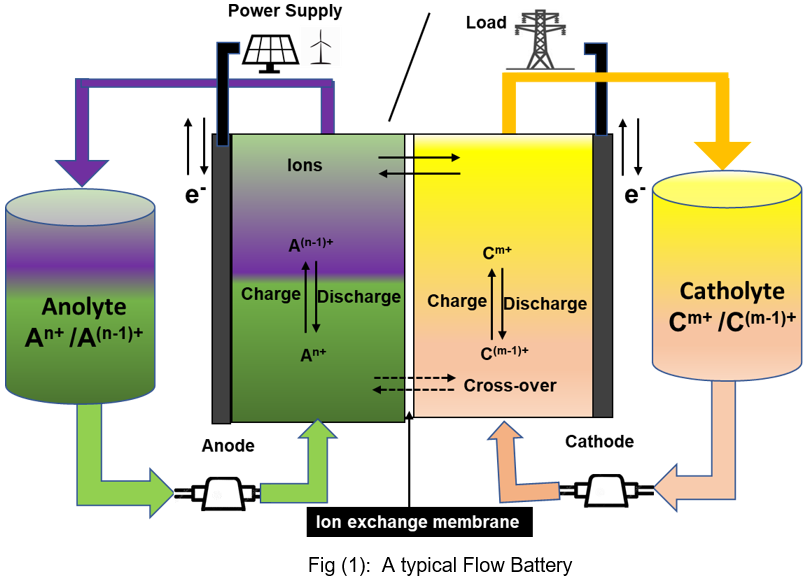 Power Supply
Load
e-
Ions
e-
A(n-1)+
Cm+
Anolyte
An+ /A(n-1)+
Charge
Discharge
Charge
Discharge
Catholyte
Cm+ /C(m-1)+
An+
C(m-1)+
Cross-over
Anode
Cathode
Ion exchange membrane
Fig (1): A typical Flow Battery